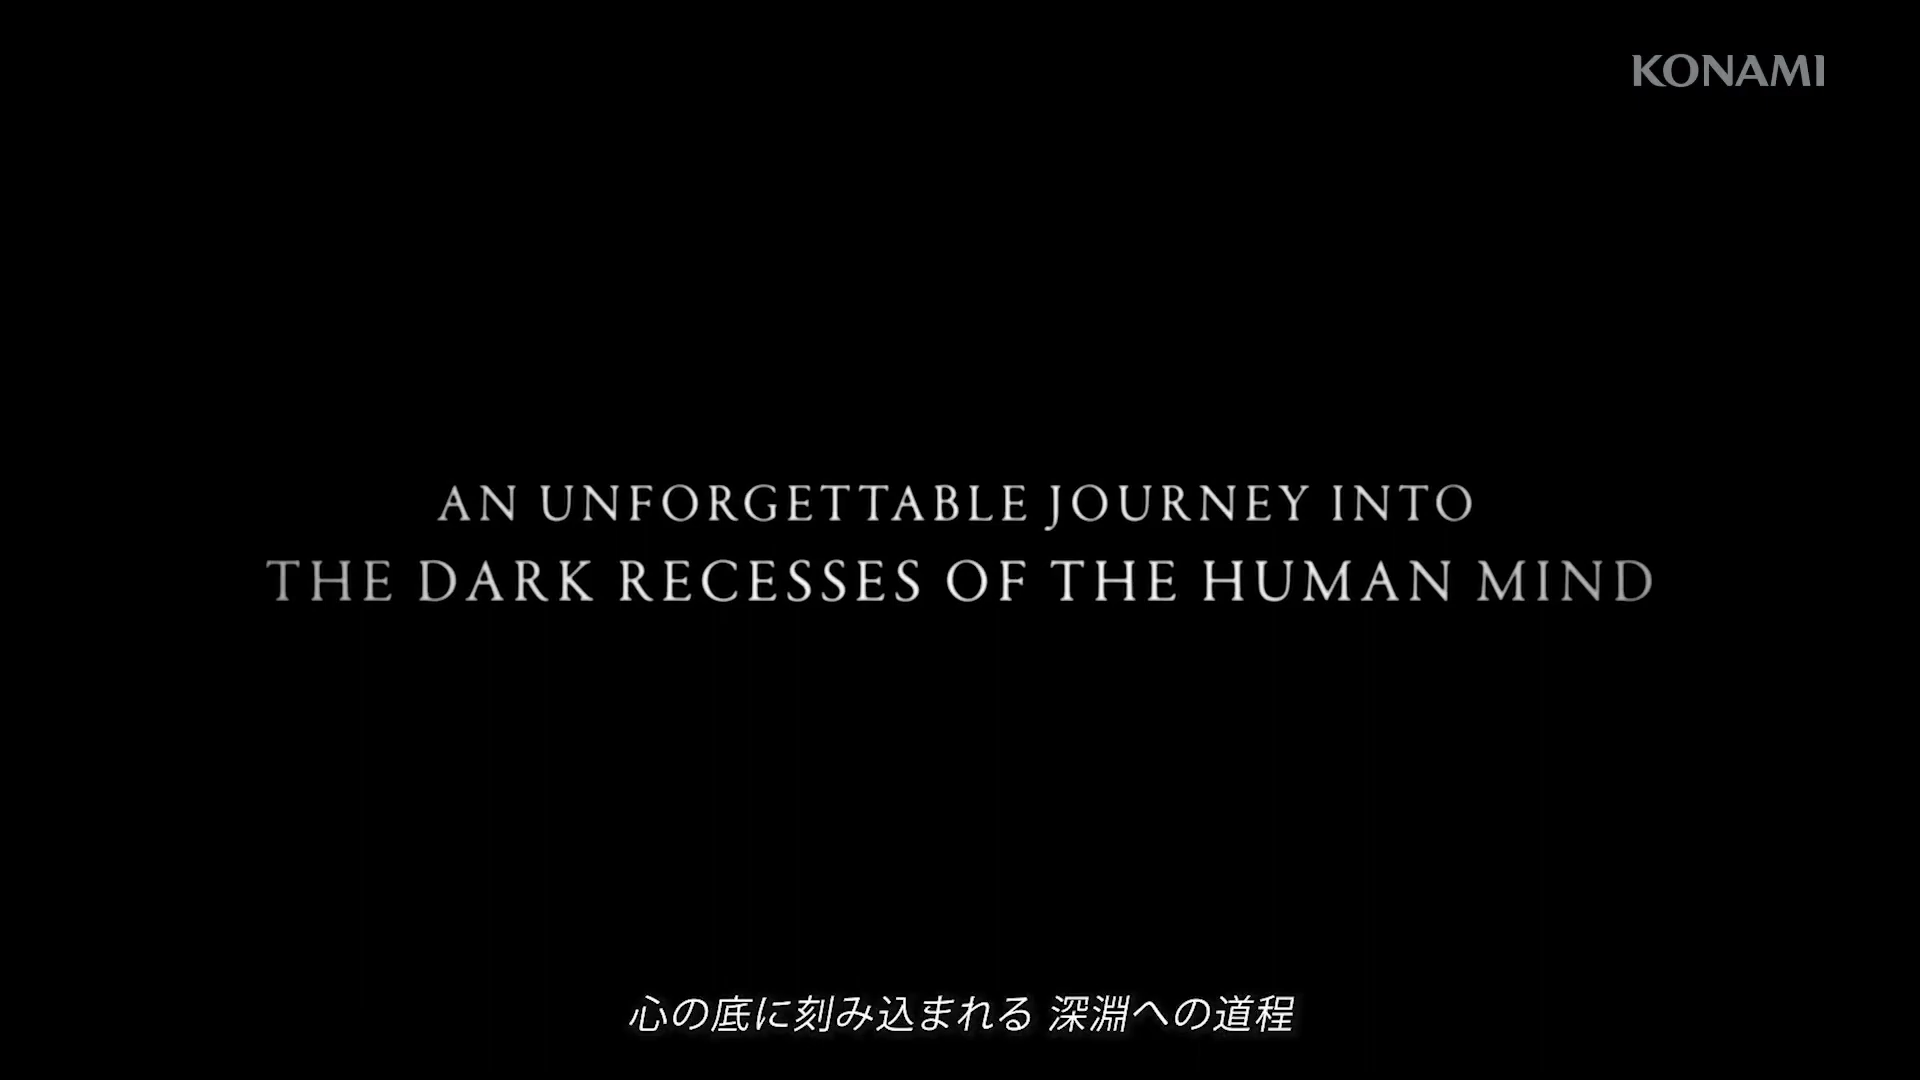 KONAMI
AN UNFORGETTABLE JOURNEY INTO
THE DARK RECESSES OF THE HUMAN MIND
心の底に刻み込まれる 深淵への道程